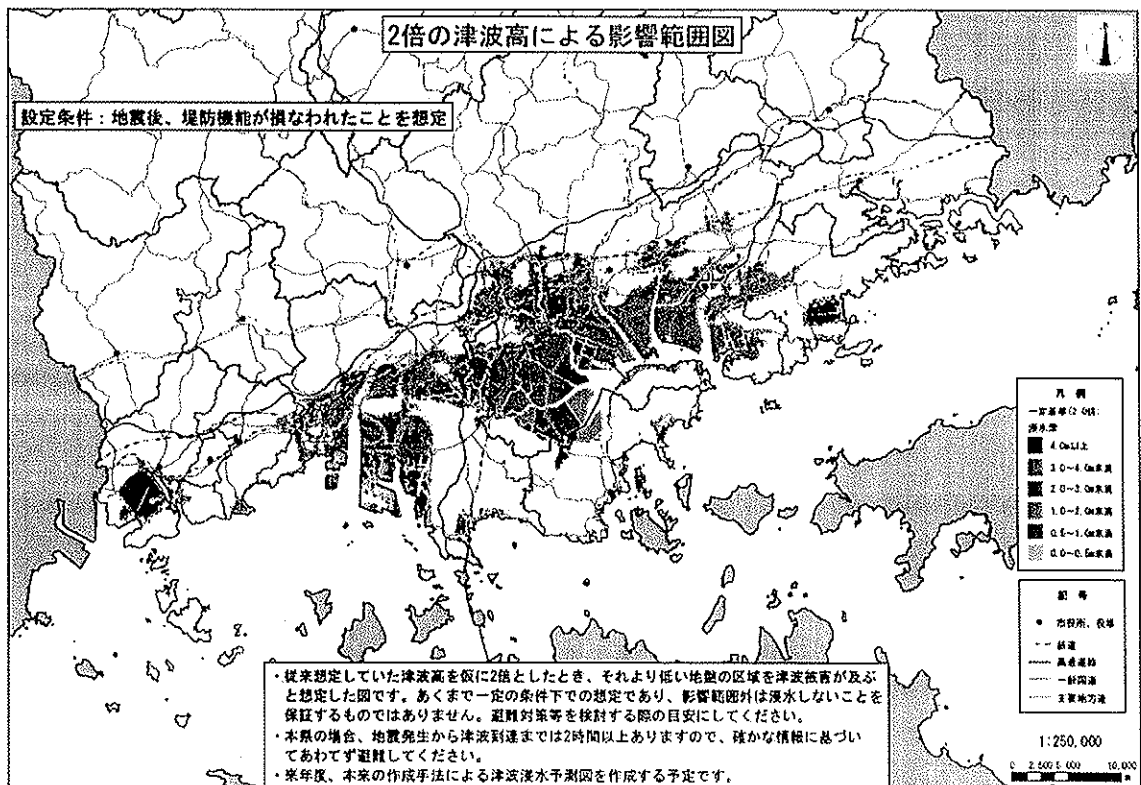 2倍の津波高による影響範囲図
設定条件:地震後、堤防機能が損なわれたことを想定
凡 例
浸水深
4.0m以上
3.0~4.0m未満
2.0~3.0m未満
1.0~2.0m未満
0.5~1.0m未満
0.0~0.5m未満
記 号
市役所、役場
鉄道
高速道路
一般国道
主要地方道
1:250,000
0 2,500 5,000 10,000
m
・従来想定していた津波高を仮に2倍としたとき、それより低い地盤の区域を津波被害が及ぶ
と想定した図です。あくまで一定の条件下での想定であり、影響範囲外は浸水しないことを
保証するものではありません。避難対策等を検討する際の目安にしてください。
・本県の場合、地震発生から津波到達までは2時間以上ありますので、確かな情報に基づい
てあわてず避難してください。
・来年度、本来の作成手法による津波浸水予測図を作成する予定です。